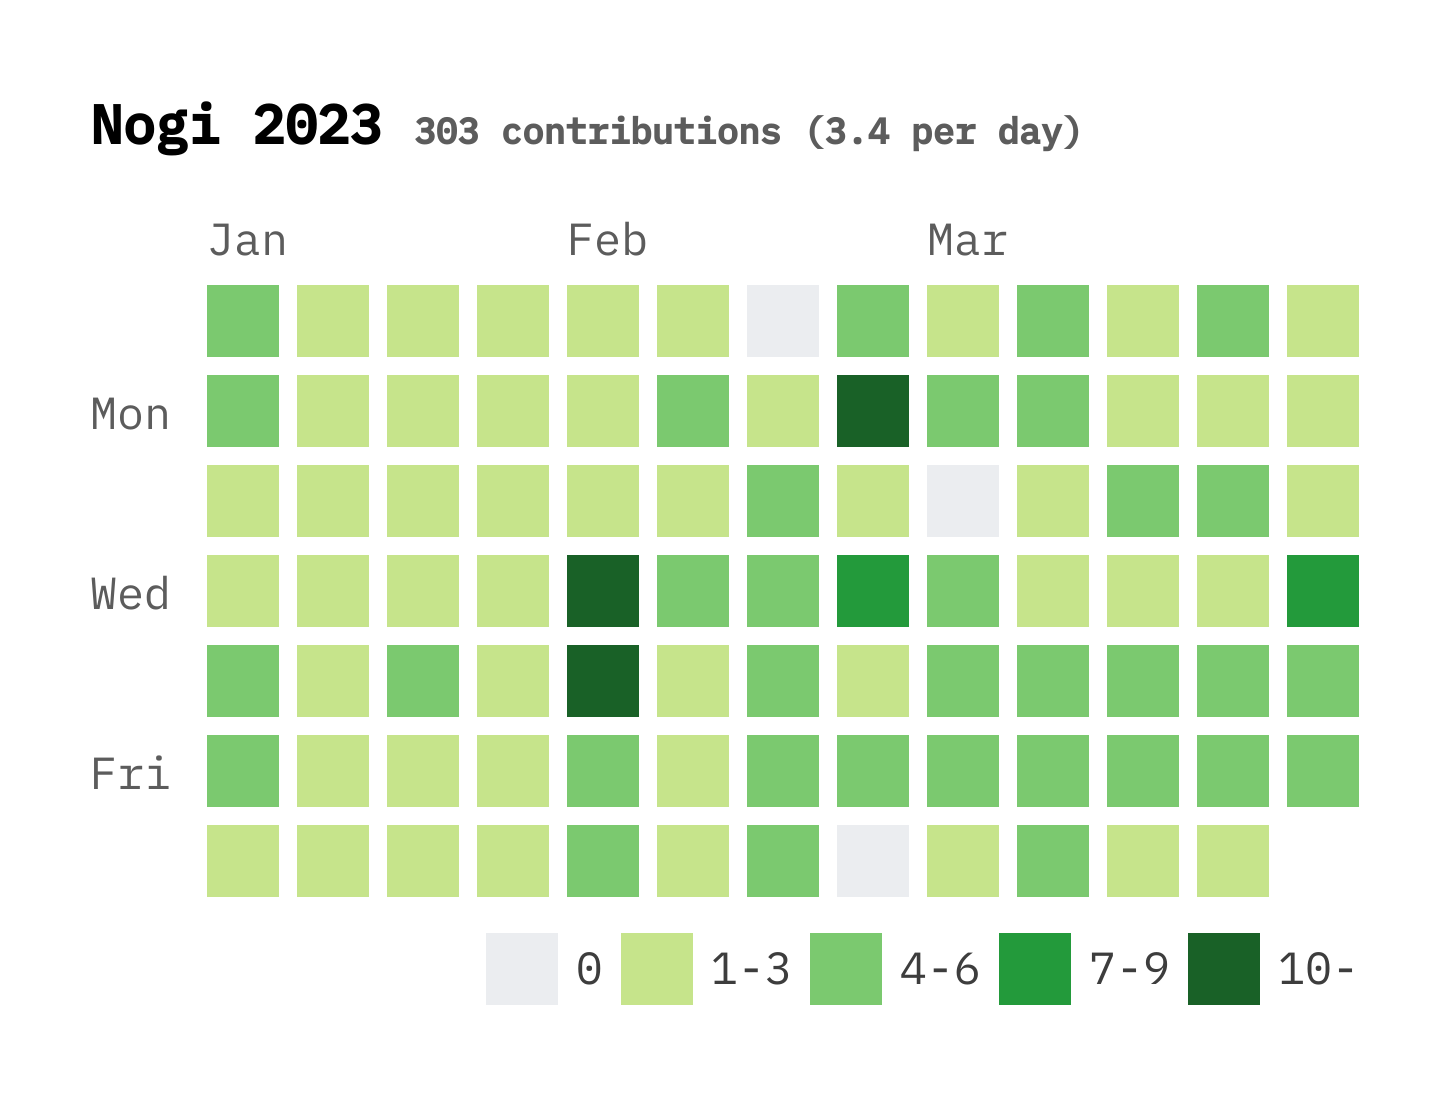 Nogi 2023 303 contributions (3.4 per day)
Jan Feb Mar
Mon
Wed
Fri
0 1-3 4-6 7-9 10-